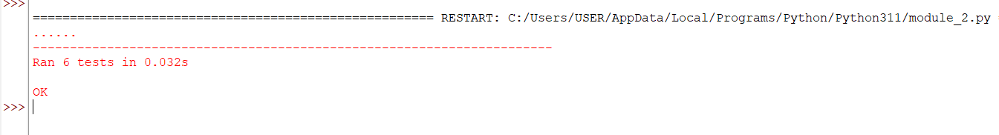 >>>
====================================================== RESTART: C:/Users/USER/AppData/Local/Programs/Python/Python311/module_2.py =
......
----------------------------------------------------------------------
Ran 6 tests in 0.032s
OK
>>>